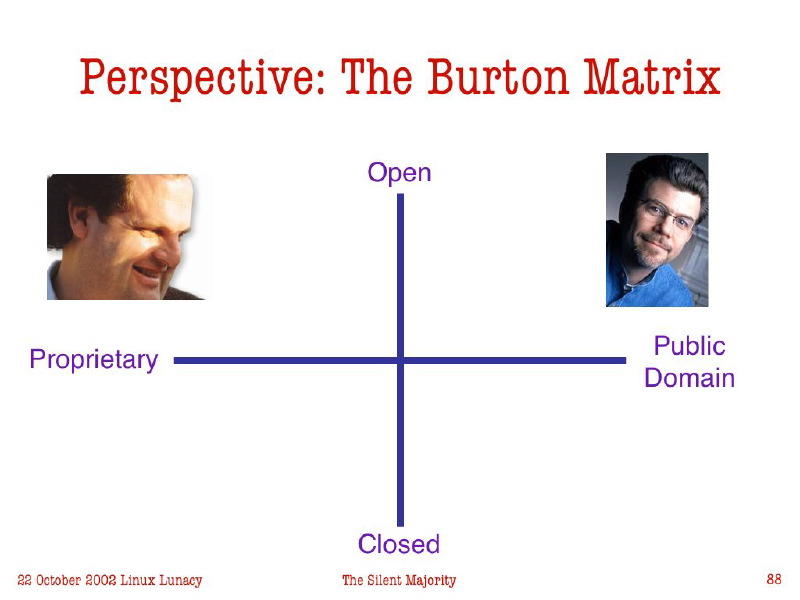 Perspective: The Burton Matrix
Open
Proprietary
Public
Domain
Closed
22 October 2002 Linux Lunacy
The Silent Majority
88